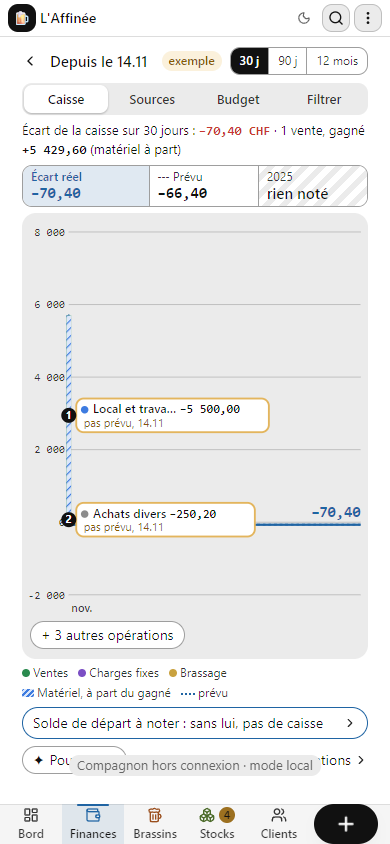 L'Affinée
Depuis le 14.11 exemple 30 j 90 j 12 mois
Caisse Sources Budget Filtrer
Écart de la caisse sur 30 jours : −70,40 CHF · 1 vente, gagné
+5 429,60 (matériel à part)
Écart réel --- Prévu 2025
−70,40 −66,40 rien noté
8 000
6 000
4 000
1 Local et trava... −5 500,00
pas prévu, 14.11
2 000
2 Achats divers −250,20
pas prévu, 14.11
−70,40
-2 000
nov.
+ 3 autres opérations
Ventes Charges fixes Brassage
Matériel, à part du gagné prévu
Solde de départ à noter : sans lui, pas de caisse
Compagnon hors connexion · mode local
Bord Finances Brassins Stocks 4 Clients